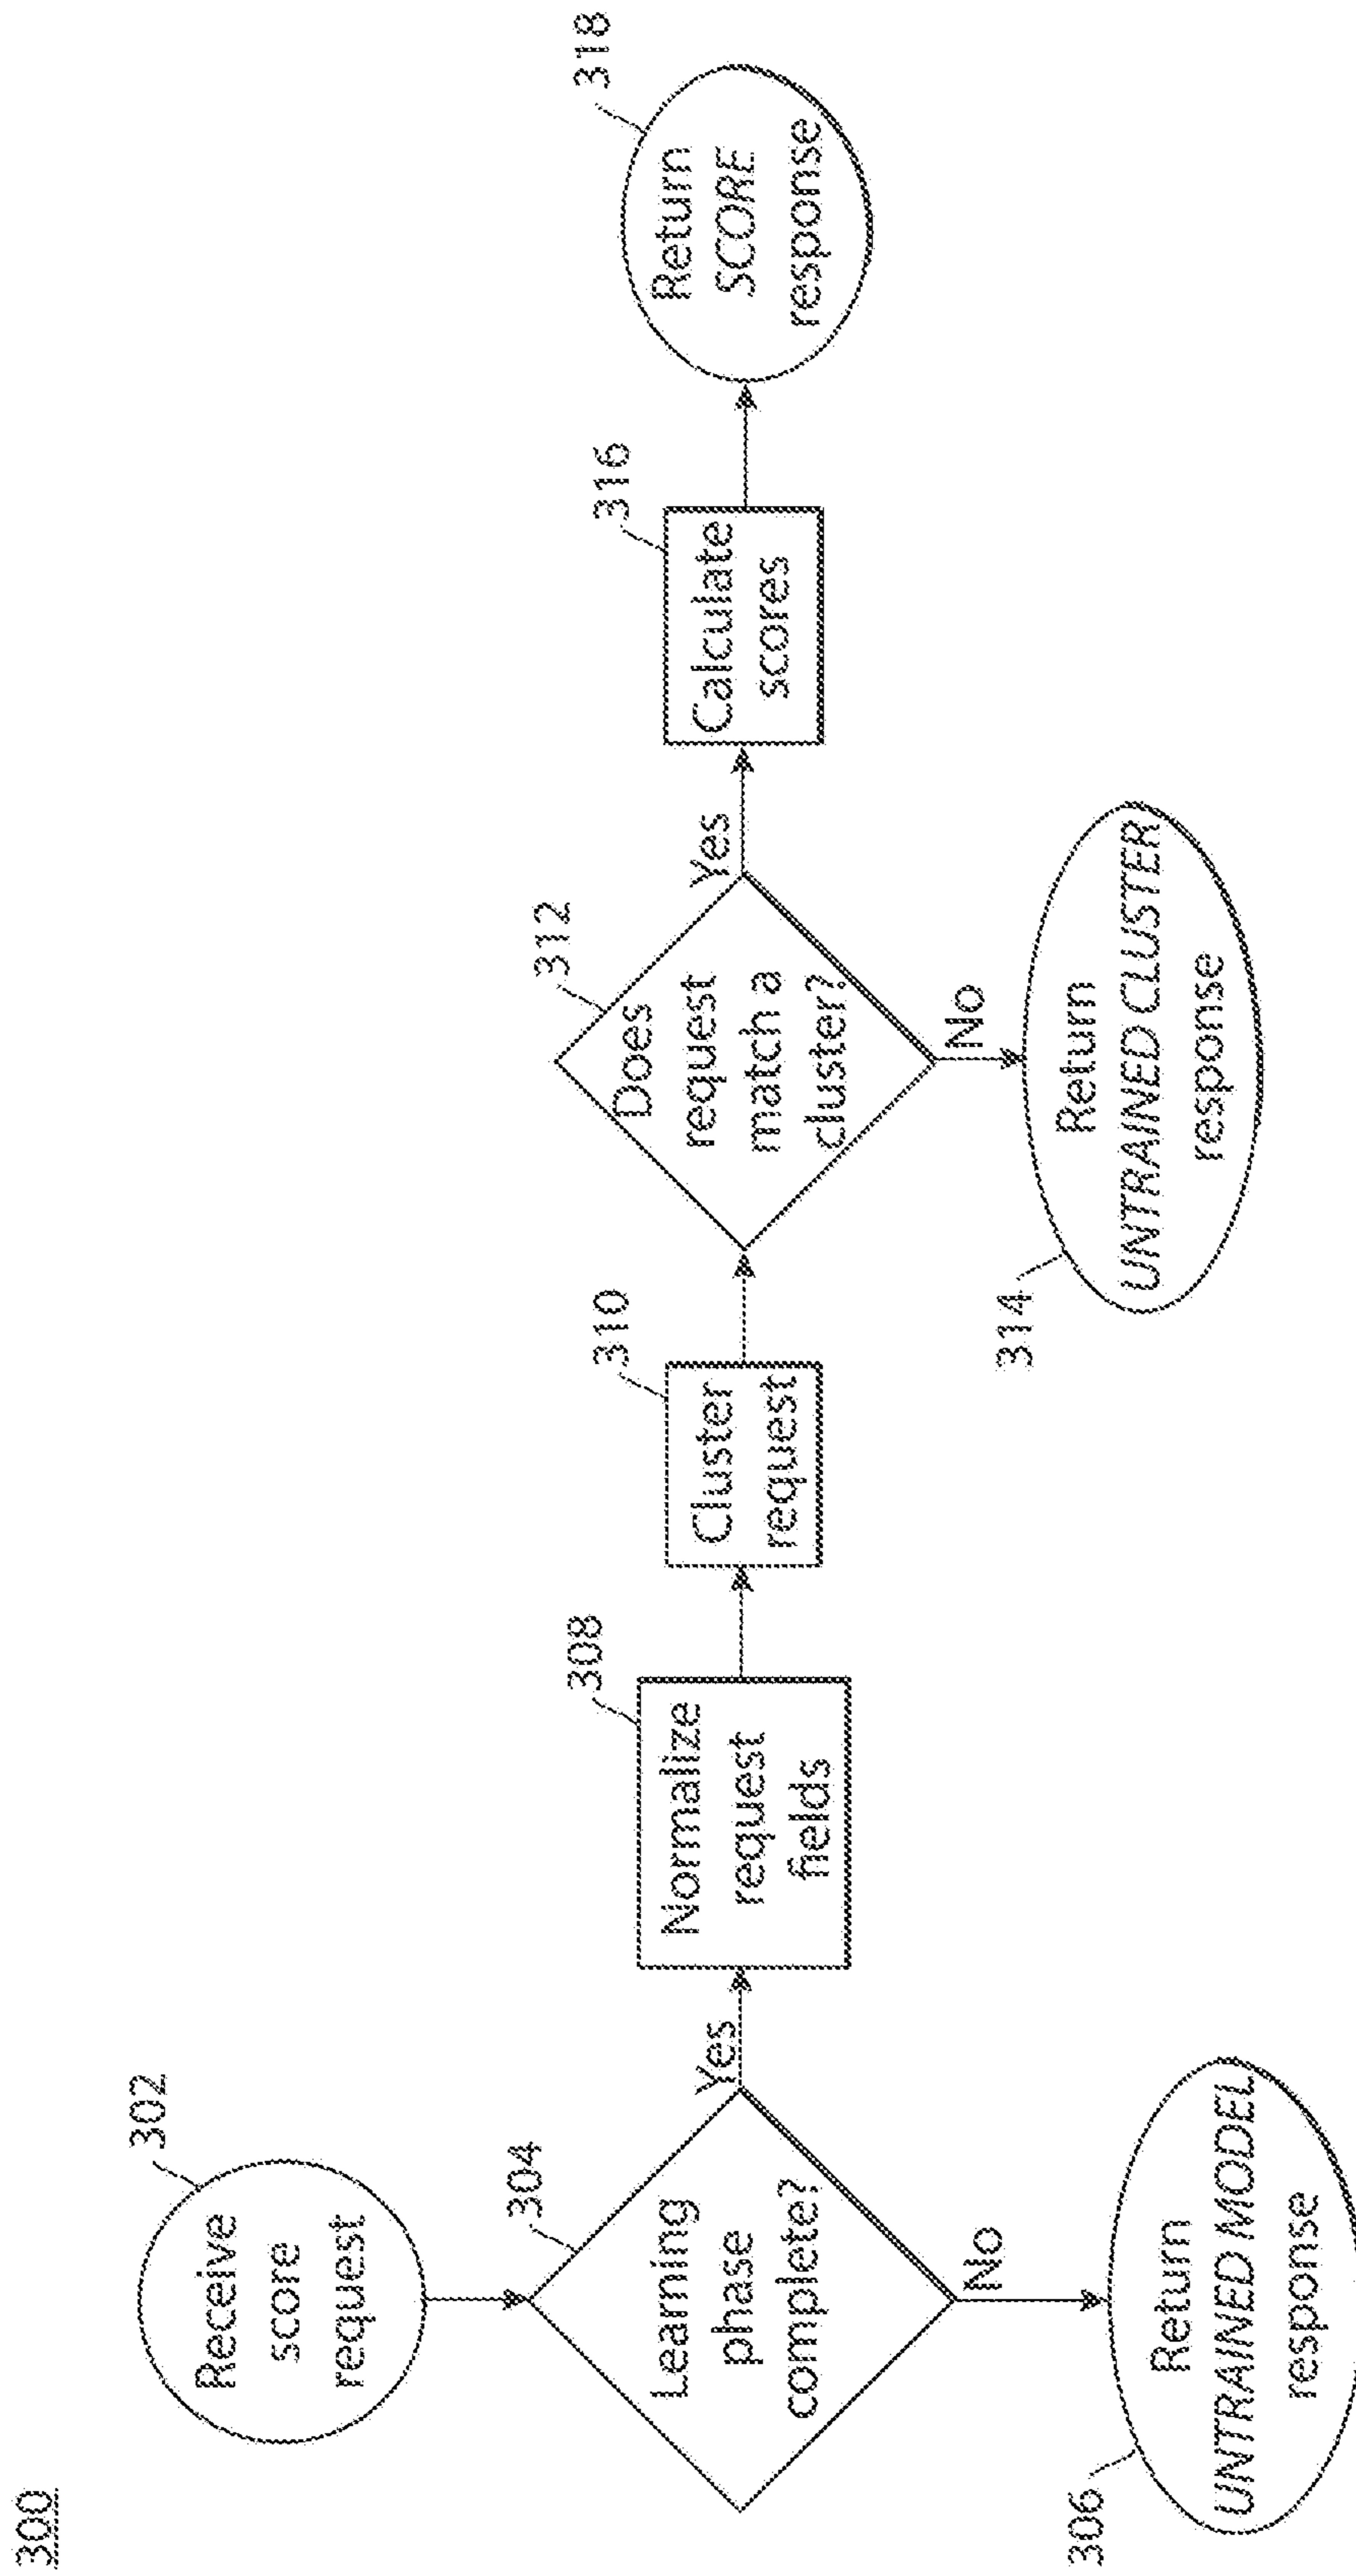 300
302
Receive
score
request
304
Learning
phase
complete?
Yes
No
306
Return
UNTRAINED MODEL
response
308
Normalize
request
fields
310
Cluster
request
312
Does
request
match a
cluster?
Yes
No
314
Return
UNTRAINED CLUSTER
response
316
Calculate
scores
318
Return
SCORE
response